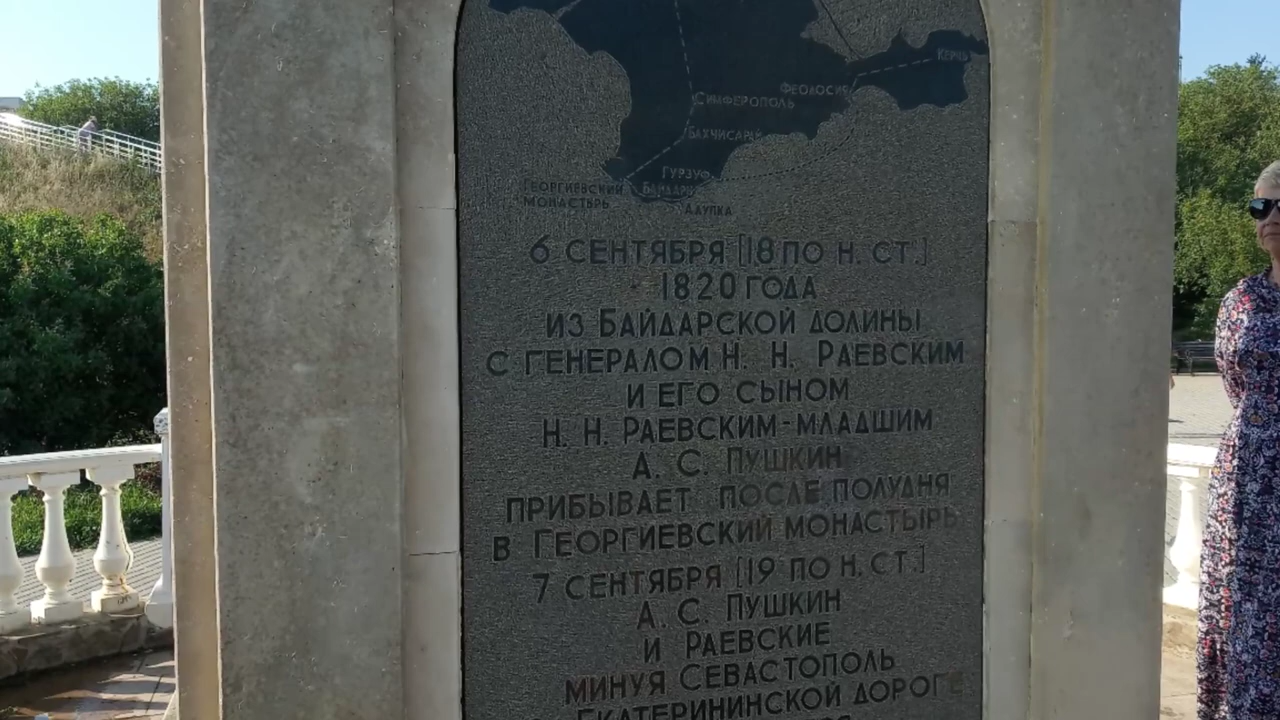 Керчь
Феодосия
Симферополь
Бахчисарай
Гурзуф
Георгиевский
Байдары
монастырь
Алупка
6 СЕНТЯБРЯ [18 ПО Н. СТ.]
1820 ГОДА
ИЗ БАЙДАРСКОЙ ДОЛИНЫ
С ГЕНЕРАЛОМ Н. Н. РАЕВСКИМ
И ЕГО СЫНОМ
Н. Н. РАЕВСКИМ-МЛАДШИМ
А. С. ПУШКИН
ПРИБЫВАЕТ ПОСЛЕ ПОЛУДНЯ
В ГЕОРГИЕВСКИЙ МОНАСТЫРЬ
7 СЕНТЯБРЯ [19 ПО Н. СТ.]
А. С. ПУШКИН
И РАЕВСКИЕ
МИНУЯ СЕВАСТОПОЛЬ
ЕКАТЕРИНИНСКОЙ ДОРОГЕ